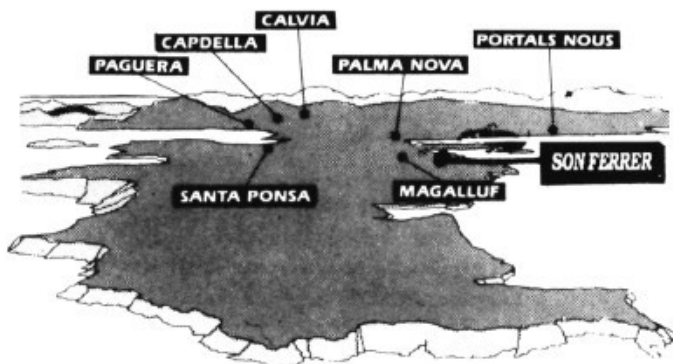 CALVIA
CAPDELLA
PORTALS NOUS
PAGUERA
PALMA NOVA
SON FERRER
SANTA PONSA
MAGALLUF